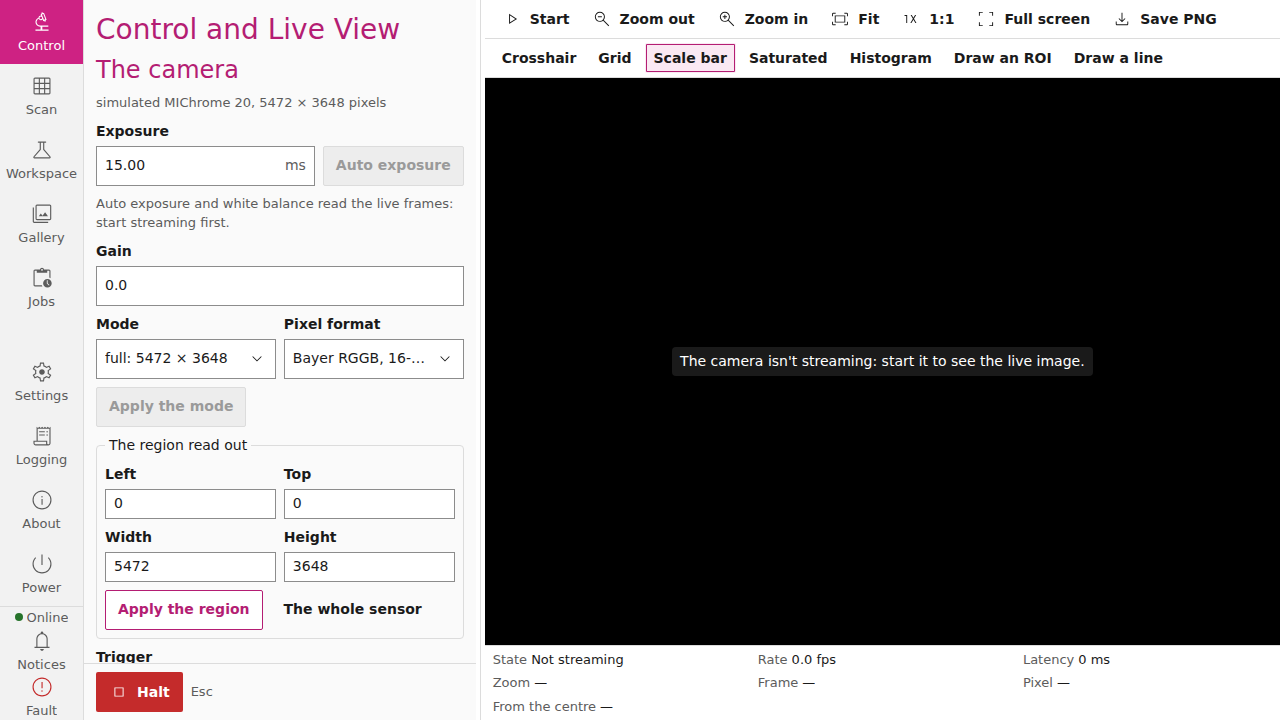 Control
Scan
Workspace
Gallery
Jobs
Settings
Logging
About
Power
Online
Notices
Fault
Control and Live View
The camera
simulated MIChrome 20, 5472 × 3648 pixels
Exposure
15.00 ms
Auto exposure
Auto exposure and white balance read the live frames:
start streaming first.
Gain
0.0
Mode Pixel format
full: 5472 × 3648 Bayer RGGB, 16-...
Apply the mode
The region read out
Left Top
0 0
Width Height
5472 3648
Apply the region The whole sensor
Trigger
Halt Esc
Start Zoom out Zoom in Fit 1X 1:1 Full screen Save PNG
Crosshair Grid Scale bar Saturated Histogram Draw an ROI Draw a line
The camera isn't streaming: start it to see the live image.
State Not streaming Rate 0.0 fps Latency 0 ms
Zoom — Frame — Pixel —
From the centre —